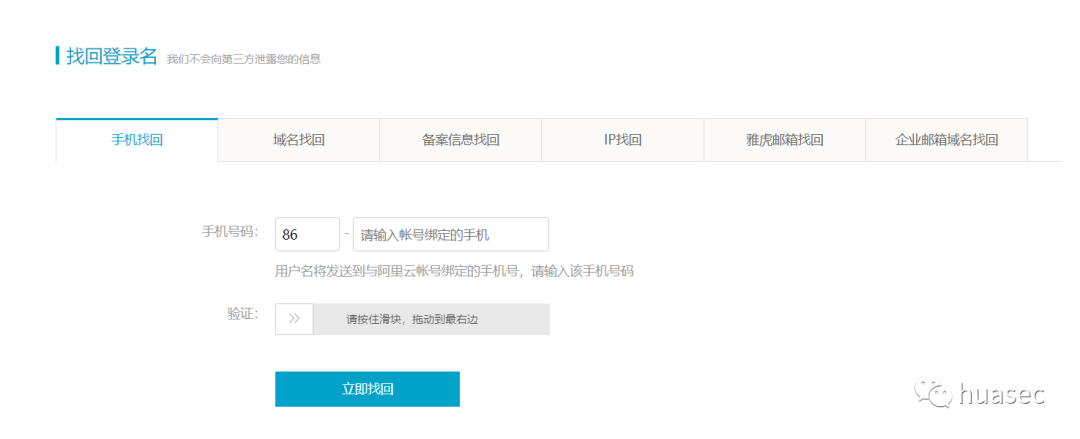 找回登录名 我们不会向第三方泄露您的信息
手机找回 域名找回 备案信息找回 IP找回 雅虎邮箱找回 企业邮箱域名找回
手机号码: 86 - 请输入帐号绑定的手机
用户名将发送到与阿里云帐号绑定的手机号，请输入该手机号码
验证: 请按住滑块，拖动到最右边
立即找回
huasec